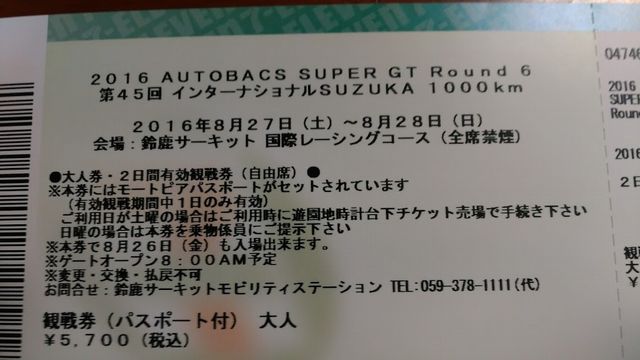 7-ELEVEN
2016 AUTOBACS SUPER GT Round 6
第45回 インターナショナルSUZUKA 1000km
2016年8月27日(土)～8月28日(日)
会場:鈴鹿サーキット 国際レーシングコース(全席禁煙)
●大人券・2日間有効観戦券(自由席)●
※本券にはモートピアパスポートがセットされています
(有効観戦期間中1日のみ有効)
ご利用日が土曜の場合はご利用時に遊園地時計台下チケット売場で手続き下さい
日曜の場合は本券を乗物係員にご提示下さい
※本券で8月26日(金)も入場出来ます。
※ゲートオープン8:00AM予定
※変更・交換・払戻不可
お問合せ:鈴鹿サーキットモビリティステーション TEL:059-378-1111(代)
観戦券(パスポート付) 大人
￥5,700(税込)
04746
2016
SUPER
Round
2016
2日
観戦
大人
￥